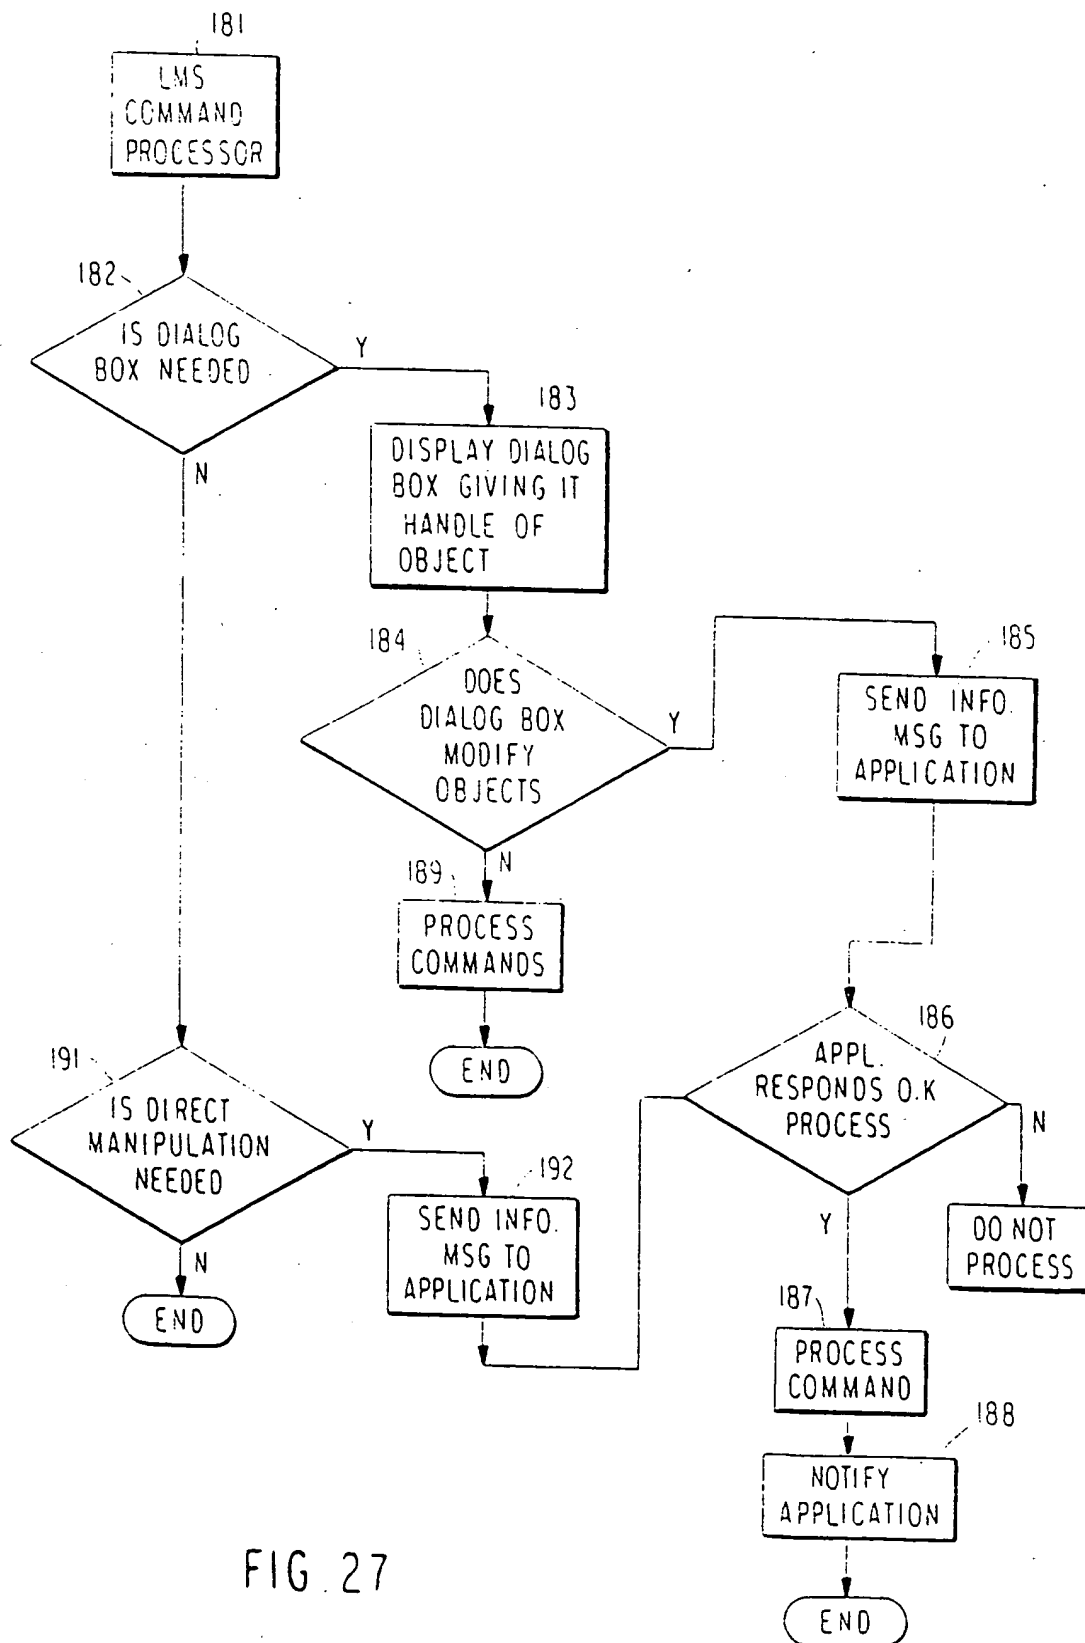 181
LMS
COMMAND
PROCESSOR
182
IS DIALOG
BOX NEEDED
Y
N
183
DISPLAY DIALOG
BOX GIVING IT
HANDLE OF
OBJECT
184
DOES
DIALOG BOX
MODIFY
OBJECTS
Y
N
185
SEND INFO.
MSG TO
APPLICATION
189
PROCESS
COMMANDS
END
186
APPL.
RESPONDS O.K
PROCESS
N
Y
DO NOT
PROCESS
191
IS DIRECT
MANIPULATION
NEEDED
Y
N
END
192
SEND INFO.
MSG TO
APPLICATION
187
PROCESS
COMMAND
188
NOTIFY
APPLICATION
END
FIG. 27